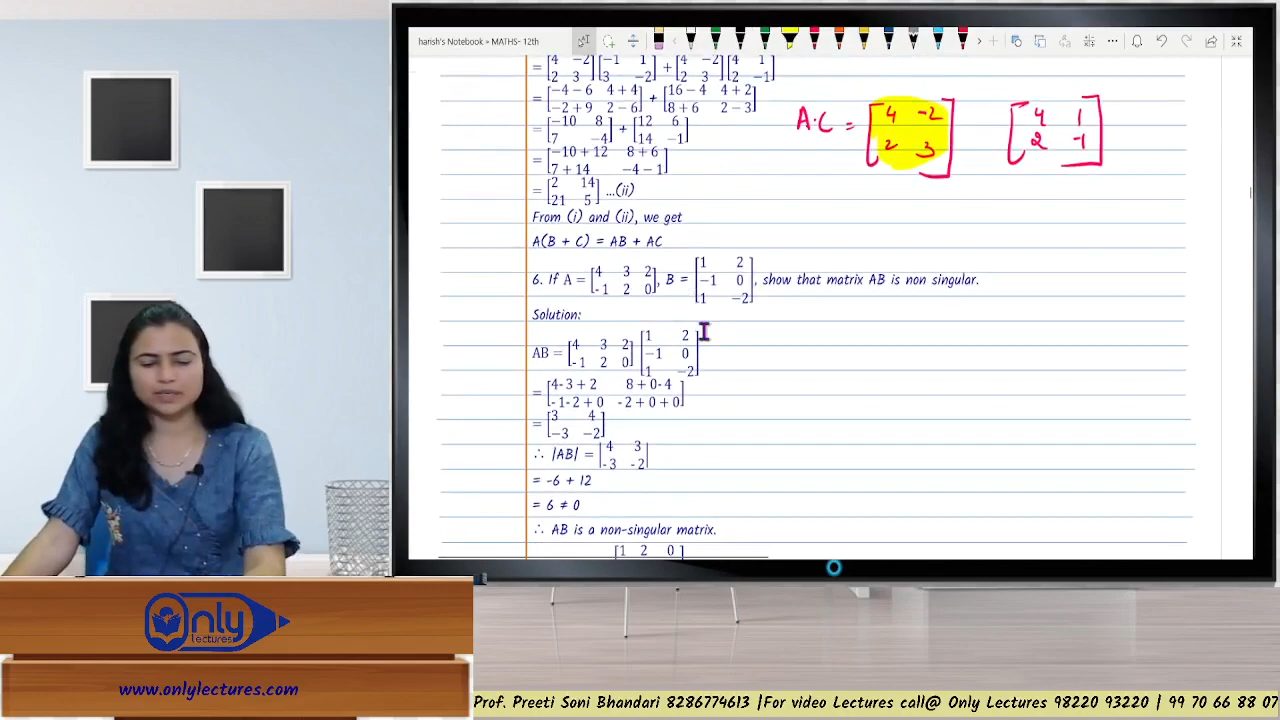 harish's Notebook » MATHS- 12th
= [4 −2 2 3] [−1 1 3 −2] + [4 −2 2 3] [4 1 2 −1]
= [−4 − 6 4 + 4 −2 + 9 2 − 6] + [16 − 4 4 + 2 8 + 6 2 − 3]
= [−10 8 7 −4] + [12 6 14 −1]
= [−10 + 12 8 + 6 7 + 14 −4 − 1]
= [2 14 21 5] ...(ii)
A·C = [4 -2 2 3] [4 1 2 -1]
From (i) and (ii), we get
A(B + C) = AB + AC
6. If A = [4 3 2 -1 2 0], B = [1 2 −1 0 1 −2], show that matrix AB is non singular.
Solution:
AB = [4 3 2 -1 2 0] [1 2 −1 0 1 −2]
= [4-3+2 8+0-4 -1-2+0 -2+0+0]
= [3 4 −3 −2]
∴ |AB| = |4 3 -3 -2|
= -6 + 12
= 6 ≠ 0
∴ AB is a non-singular matrix.
[1 2 0]
Only
lectures
www.onlylectures.com
Prof. Preeti Soni Bhandari 8286774613 |For video Lectures call@ Only Lectures 98220 93220 | 99 70 66 88 07